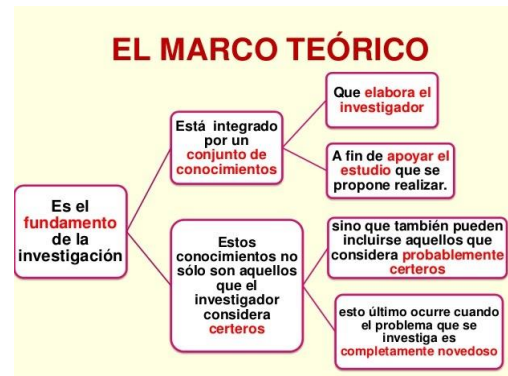 EL MARCO TEÓRICO
Es el
fundamento
de la
investigación
Está integrado
por un
conjunto de
conocimientos
Que elabora el
investigador
A fin de apoyar el
estudio que se
propone realizar.
Estos
conocimientos no
sólo son aquellos
que el
investigador
considera
certeros
sino que también pueden
incluirse aquellos que
considera probablemente
certeros
esto último ocurre cuando
el problema que se
investiga es
completamente novedoso